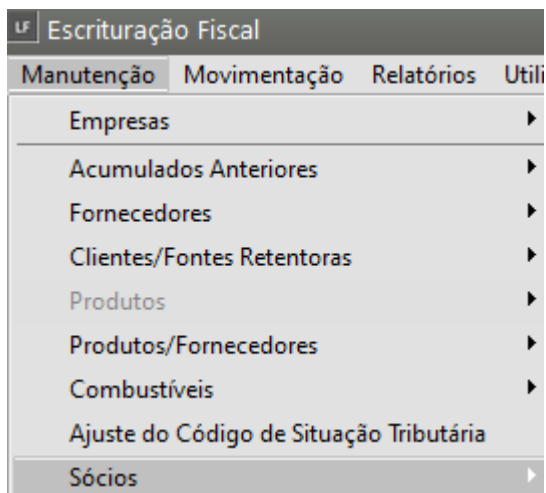 LF Escrituração Fiscal
Manutenção Movimentação Relatórios Utili
Empresas
Acumulados Anteriores
Fornecedores
Clientes/Fontes Retentoras
Produtos
Produtos/Fornecedores
Combustíveis
Ajuste do Código de Situação Tributária
Sócios